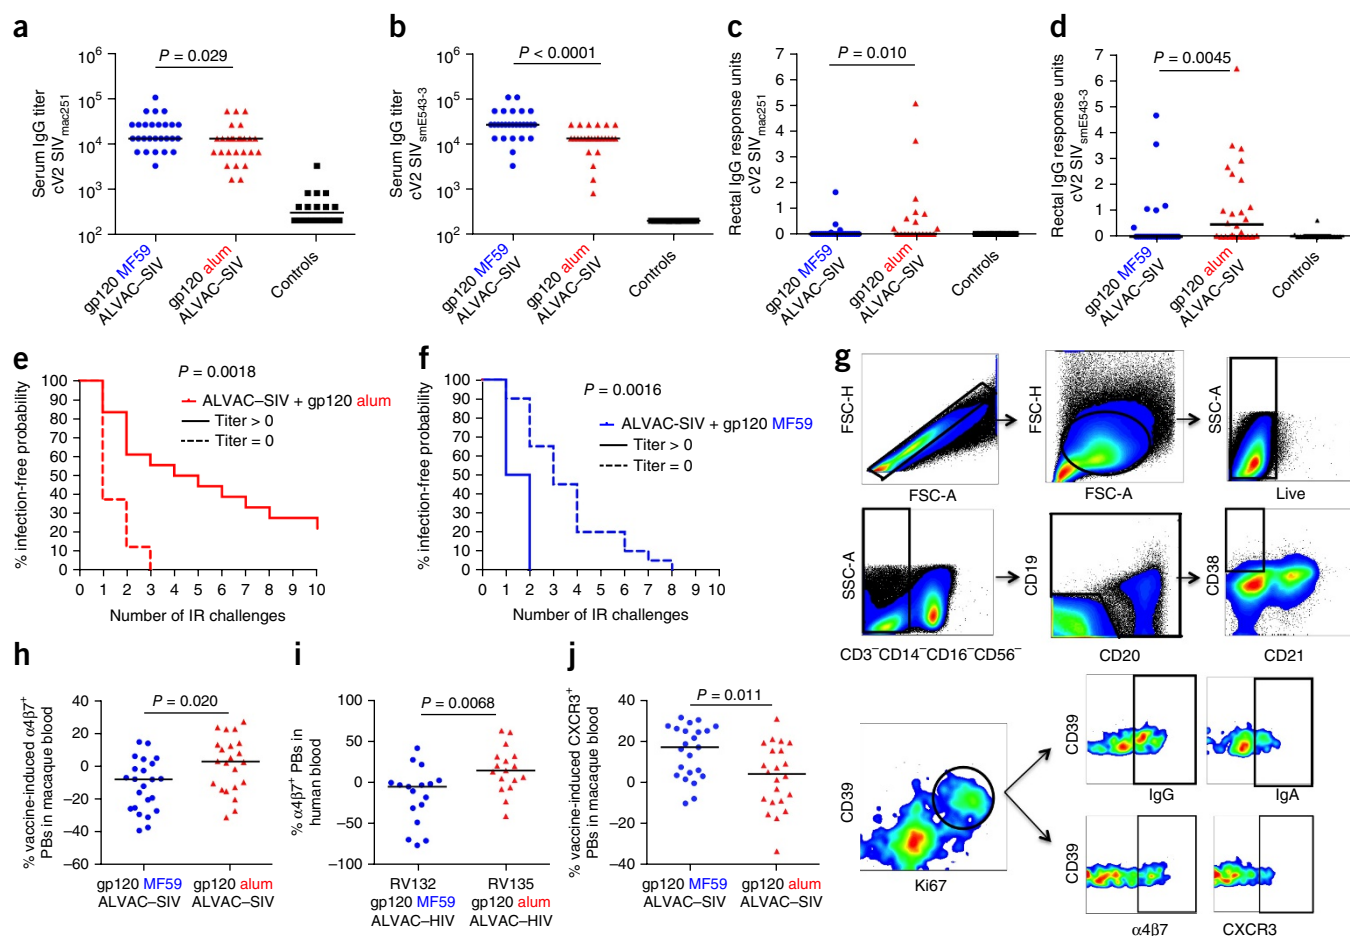 a
P = 0.029
Serum IgG titer
cV2 SIVmac251
10^6
10^5
10^4
10^3
10^2
gp120 MF59
ALVAC–SIV
gp120 alum
ALVAC–SIV
Controls
b
P < 0.0001
Serum IgG titer
cV2 SIVsmE543-3
10^6
10^5
10^4
10^3
10^2
gp120 MF59
ALVAC–SIV
gp120 alum
ALVAC–SIV
Controls
c
P = 0.010
Rectal IgG response units
cV2 SIVmac251
7
6
5
4
3
2
1
0
gp120 MF59
ALVAC–SIV
gp120 alum
ALVAC–SIV
Controls
d
P = 0.0045
Rectal IgG response units
cV2 SIVsmE543-3
7
6
5
4
3
2
1
0
gp120 MF59
ALVAC–SIV
gp120 alum
ALVAC–SIV
Controls
e
P = 0.0018
ALVAC–SIV + gp120 alum
Titer > 0
Titer = 0
% infection-free probability
100
90
80
70
60
50
40
30
20
10
0
0 1 2 3 4 5 6 7 8 9 10
Number of IR challenges
f
P = 0.0016
ALVAC-SIV + gp120 MF59
Titer > 0
Titer = 0
% infection-free probability
100
90
80
70
60
50
40
30
20
10
0
0 1 2 3 4 5 6 7 8 9 10
Number of IR challenges
g
FSC-H
FSC-A
FSC-H
FSC-A
SSC-A
Live
SSC-A
CD3–CD14–CD16–CD56–
CD19
CD20
CD38
CD21
CD39
Ki67
CD39
IgG
IgA
CD39
α4β7
CXCR3
h
P = 0.020
% vaccine-induced α4β7+
PBs in macaque blood
40
20
0
–20
–40
–60
gp120 MF59
ALVAC–SIV
gp120 alum
ALVAC–SIV
i
P = 0.0068
% α4β7+ PBs in
human blood
100
50
0
–50
–100
RV132
gp120 MF59
ALVAC–HIV
RV135
gp120 alum
ALVAC–HIV
j
P = 0.011
% vaccine-induced CXCR3+
PBs in macaque blood
40
20
0
–20
–40
gp120 MF59
ALVAC–SIV
gp120 alum
ALVAC–SIV